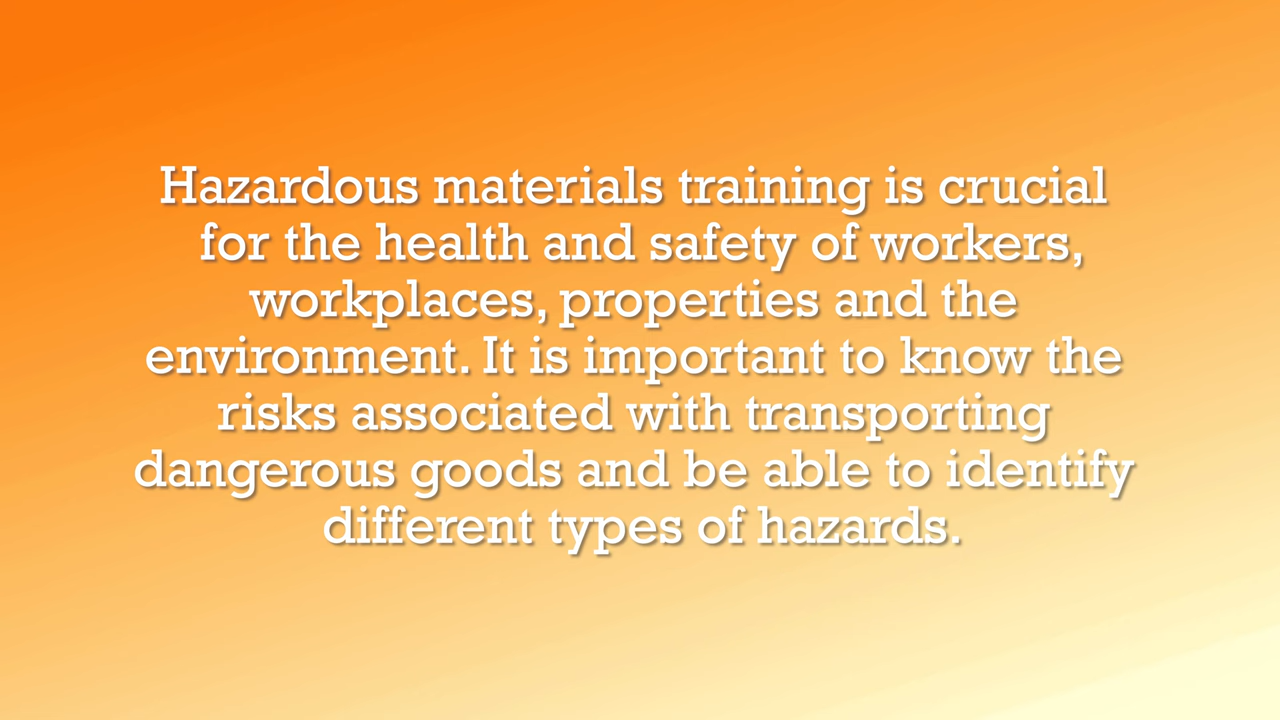 Hazardous materials training is crucial
for the health and safety of workers,
workplaces, properties and the
environment. It is important to know the
risks associated with transporting
dangerous goods and be able to identify
different types of hazards.